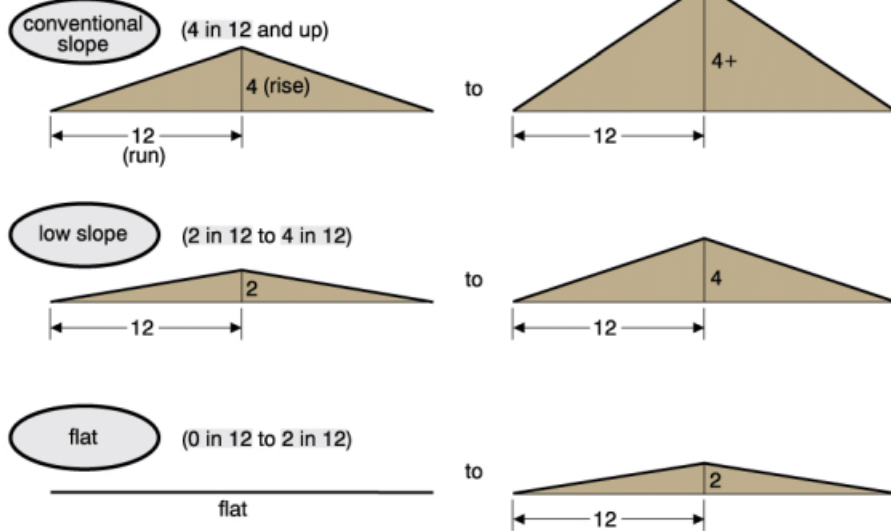 conventional
slope
(4 in 12 and up)
4 (rise)
12
(run)
to
4+
12
low slope
(2 in 12 to 4 in 12)
2
12
to
4
12
flat
(0 in 12 to 2 in 12)
flat
to
2
12